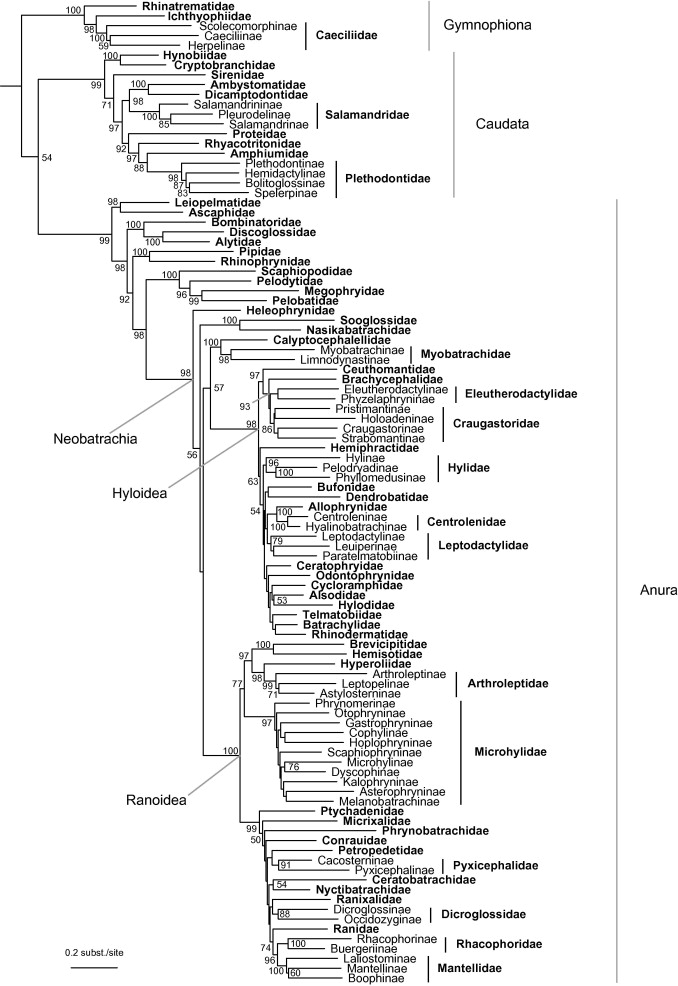 Rhinatrematidae
100
Ichthyophiidae
98
Scolecomorphinae
Gymnophiona
100
Caeciliinae
Caeciliidae
59
Herpelinae
Hynobiidae
100
Cryptobranchidae
99
Sirenidae
Ambystomatidae
100
71
Dicamptodontidae
98
Salamandrininae
100
Pleurodelinae
Salamandridae
85
Salamandrinae
Caudata
97
Proteidae
92
Rhyacotritonidae
97
Amphiumidae
54
88
Plethodontinae
98
Hemidactylinae
Plethodontidae
87
Bolitoglossinae
83
Spelerpinae
98
Leiopelmatidae
Ascaphidae
99
Bombinatoridae
100
Discoglossidae
100
Alytidae
98
Pipidae
100
Rhinophrynidae
Scaphiopodidae
100
Pelodytidae
92
96
Megophryidae
99
Pelobatidae
98
Heleophrynidae
Sooglossidae
100
Nasikabatrachidae
Calyptocephalellidae
100
Myobatrachinae
Myobatrachidae
98
Limnodynastinae
98
Ceuthomantidae
97
Brachycephalidae
57
Eleutherodactylinae
Eleutherodactylidae
Phyzelaphryninae
93
Pristimantinae
Holoadeninae
Craugastoridae
98
86
Craugastorinae
Strabomantinae
Neobatrachia
Hemiphractidae
56
Hylinae
96
Pelodryadinae
Hylidae
100
Phyllomedusinae
63
Bufonidae
Hyloidea
Dendrobatidae
Allophrynidae
54
100
Centroleninae
Centrolenidae
100
Hyalinobatrachinae
Leptodactylinae
79
Leiuperinae
Leptodactylidae
Paratelmatobiinae
Ceratophryidae
Odontophrynidae
Cycloramphidae
Alsodidae
Anura
53
Hylodidae
Telmatobiidae
Batrachylidae
Rhinodermatidae
100
Brevicipitidae
97
Hemisotidae
Hyperoliidae
98
Arthroleptinae
77
99
Leptopelinae
Arthroleptidae
71
Astylosterninae
Phrynomerinae
Otophryninae
97
Gastrophryninae
Cophylinae
Hoplophryninae
100
Scaphiophryninae
Microhylidae
76
Microhylinae
Dyscophinae
Kalophryninae
Asterophryninae
Ranoidea
Melanobatrachinae
Ptychadenidae
Micrixalidae
99
Phrynobatrachidae
50
Conrauidae
Petropedetidae
Cacosterninae
91
Pyxicephalidae
Pyxicephalinae
54
Ceratobatrachidae
Nyctibatrachidae
Ranixalidae
Dicroglossinae
88
Dicroglossidae
Occidozyginae
Ranidae
Rhacophorinae
74
100
Rhacophoridae
Buergeriinae
0.2 subst./site
96
Laliostominae
100
Mantellinae
Mantellidae
60
Boophinae